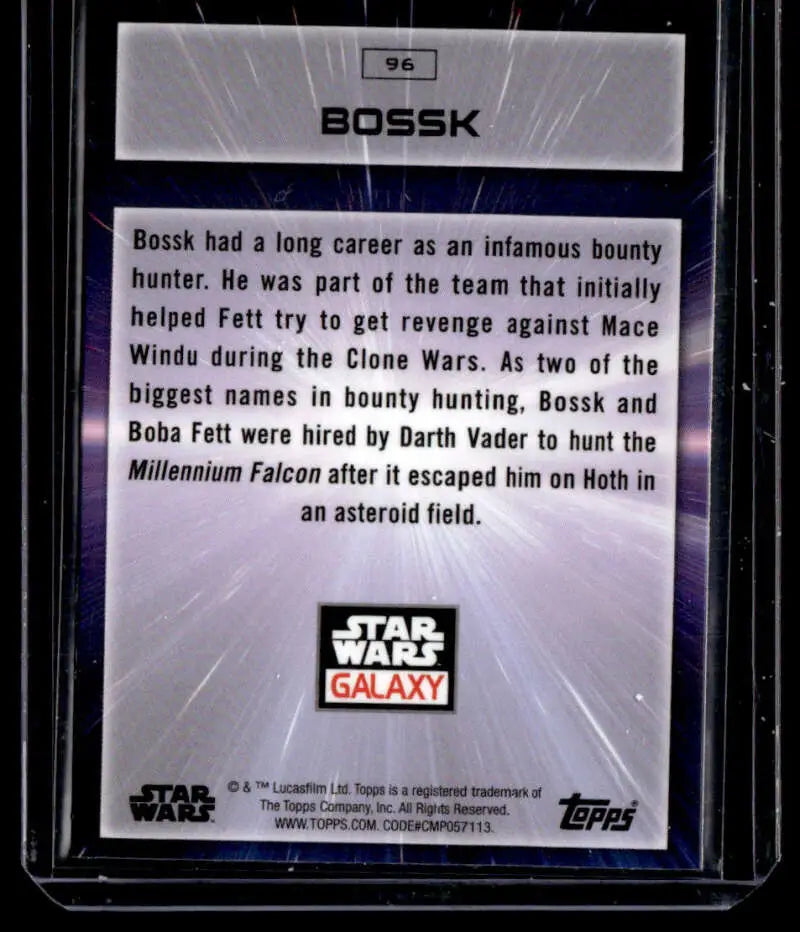 96
BOSSK
Bossk had a long career as an infamous bounty
hunter. He was part of the team that initially
helped Fett try to get revenge against Mace
Windu during the Clone Wars. As two of the
biggest names in bounty hunting, Bossk and
Boba Fett were hired by Darth Vader to hunt the
Millennium Falcon after it escaped him on Hoth in
an asteroid field.
STAR
WARS
GALAXY
STAR
WARS™
© & ™ Lucasfilm Ltd. Topps is a registered trademark of
The Topps Company, Inc. All Rights Reserved.
WWW.TOPPS.COM. CODE#CMP057113.
Topps®